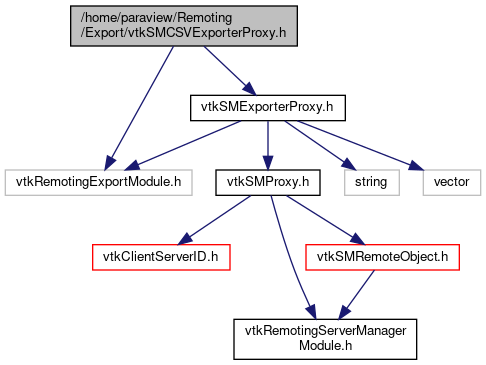 /home/paraview/Remoting
/Export/vtkSMCSVExporterProxy.h
vtkSMExporterProxy.h
vtkRemotingExportModule.h
vtkSMProxy.h
string
vector
vtkClientServerID.h
vtkSMRemoteObject.h
vtkRemotingServerManager
Module.h